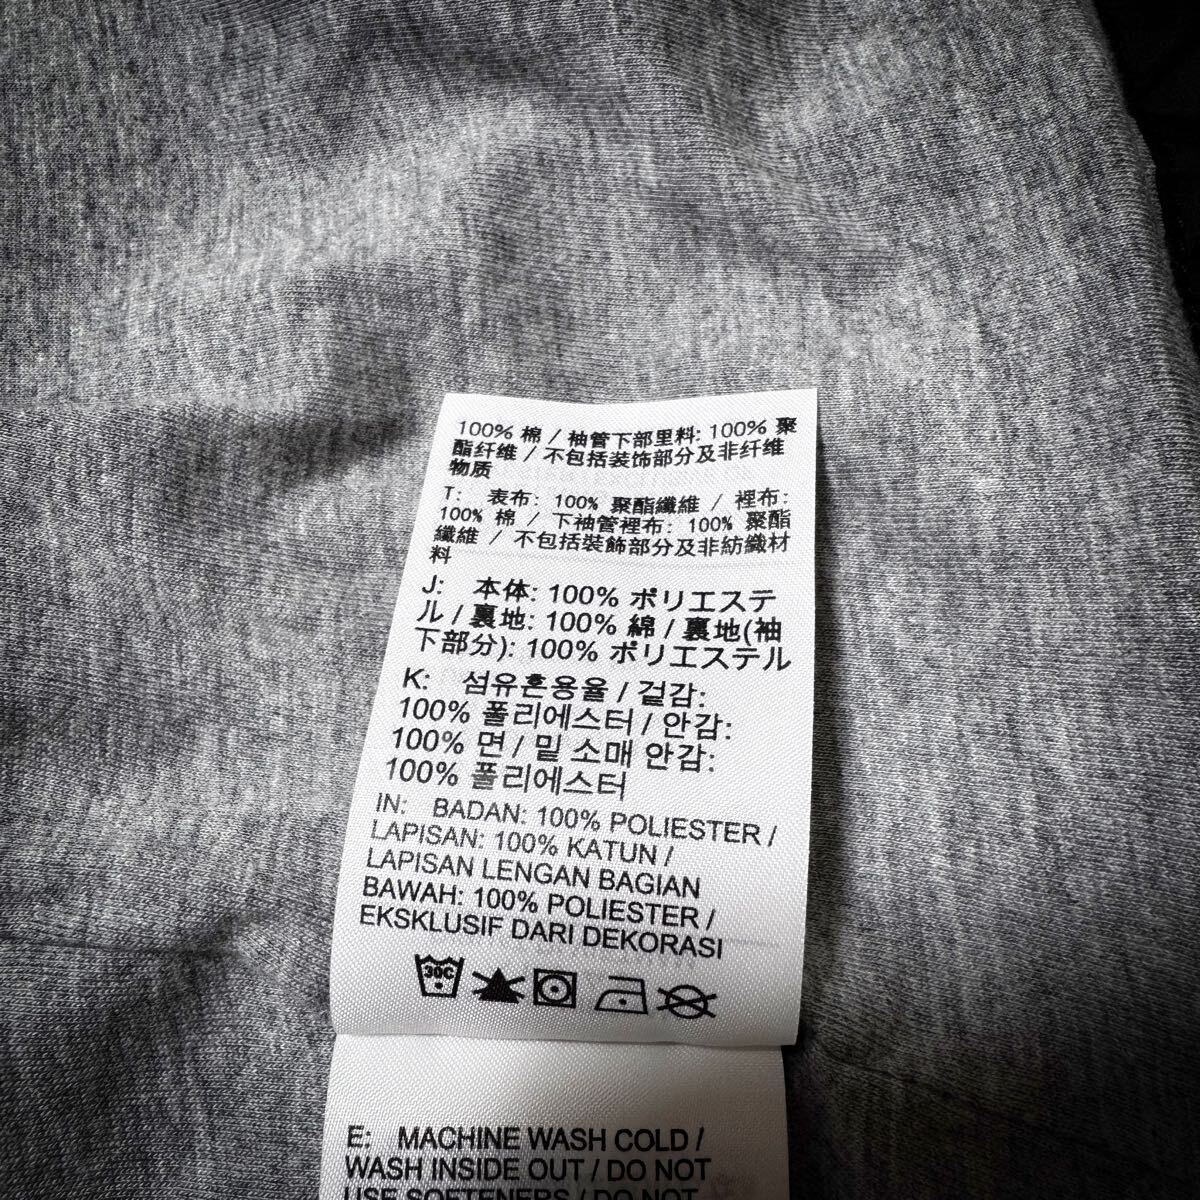 100% 棉 / 袖管下部里料: 100% 聚
酯纤维 / 不包括装饰部分及非纤维
物质
T: 表布: 100% 聚酯纖維 / 裡布:
100% 棉 / 下袖管裡布: 100% 聚酯
纖維 / 不包括裝飾部分及非紡織材
料
J: 本体: 100% ポリエステ
ル / 裏地: 100% 綿 / 裏地(袖
下部分): 100% ポリエステル
K: 섬유혼용율 / 겉감:
100% 폴리에스터 / 안감:
100% 면 / 밑 소매 안감:
100% 폴리에스터
IN: BADAN: 100% POLIESTER /
LAPISAN: 100% KATUN /
LAPISAN LENGAN BAGIAN
BAWAH: 100% POLIESTER /
EKSKLUSIF DARI DEKORASI
30C
E: MACHINE WASH COLD /
WASH INSIDE OUT / DO NOT
USE SOFTENERS / DO NOT